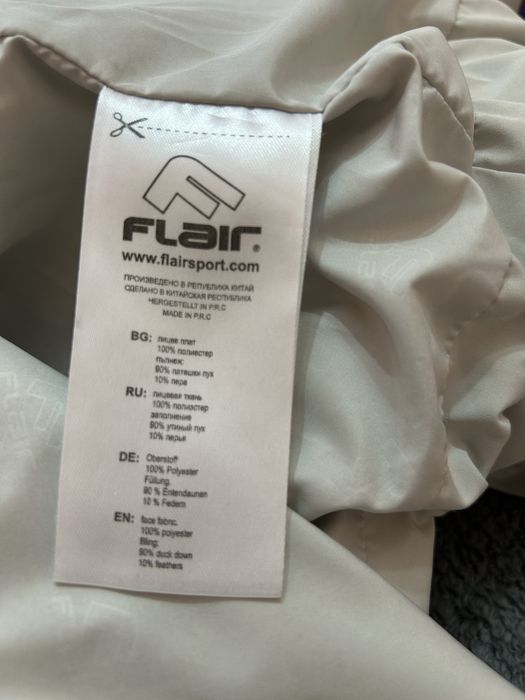 FLAIR®
www.flairsport.com
ПРОИЗВЕДЕНО В РЕПУБЛИКА КИТАЙ
СДЕЛАНО В КИТАЙСКАЯ РЕСПУБЛИКА
HERGESTELLT IN P.R.C
MADE IN P.R.C
BG: лицев плат
100% полиестер
пълнеж:
90% патешки пух
10% пера
RU: лицевая ткань
100% полиэстер
заполнение
90% утиный пух
10% перья
DE: Oberstoff
100% Polyester
Füllung.
90 % Entendaunen
10 % Federn
EN: face fabric.
100% polyester
filling:
90% duck down
10% feathers